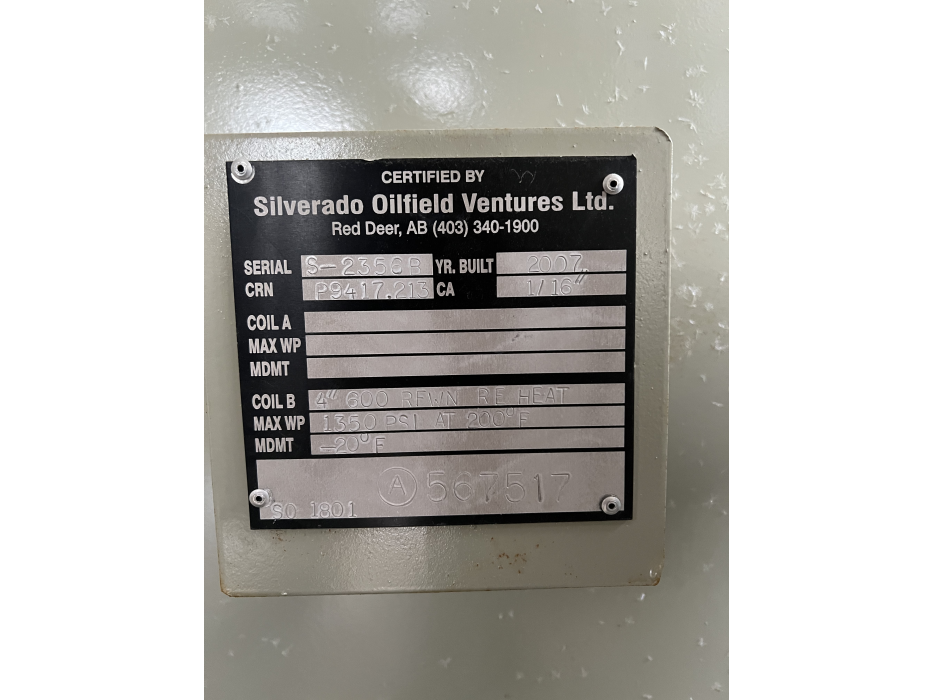 CERTIFIED BY W
Silverado Oilfield Ventures Ltd.
Red Deer, AB (403) 340-1900
SERIAL S-2350R YR. BUILT 2007
CRN P9417.213 CA 1/16"
COIL A
MAX WP
MDMT
COIL B 4" 600 RFWN RE HEAT
MAX WP 1350 PSI AT 200°F
MDMT -20°F
A 567517
SO 1801